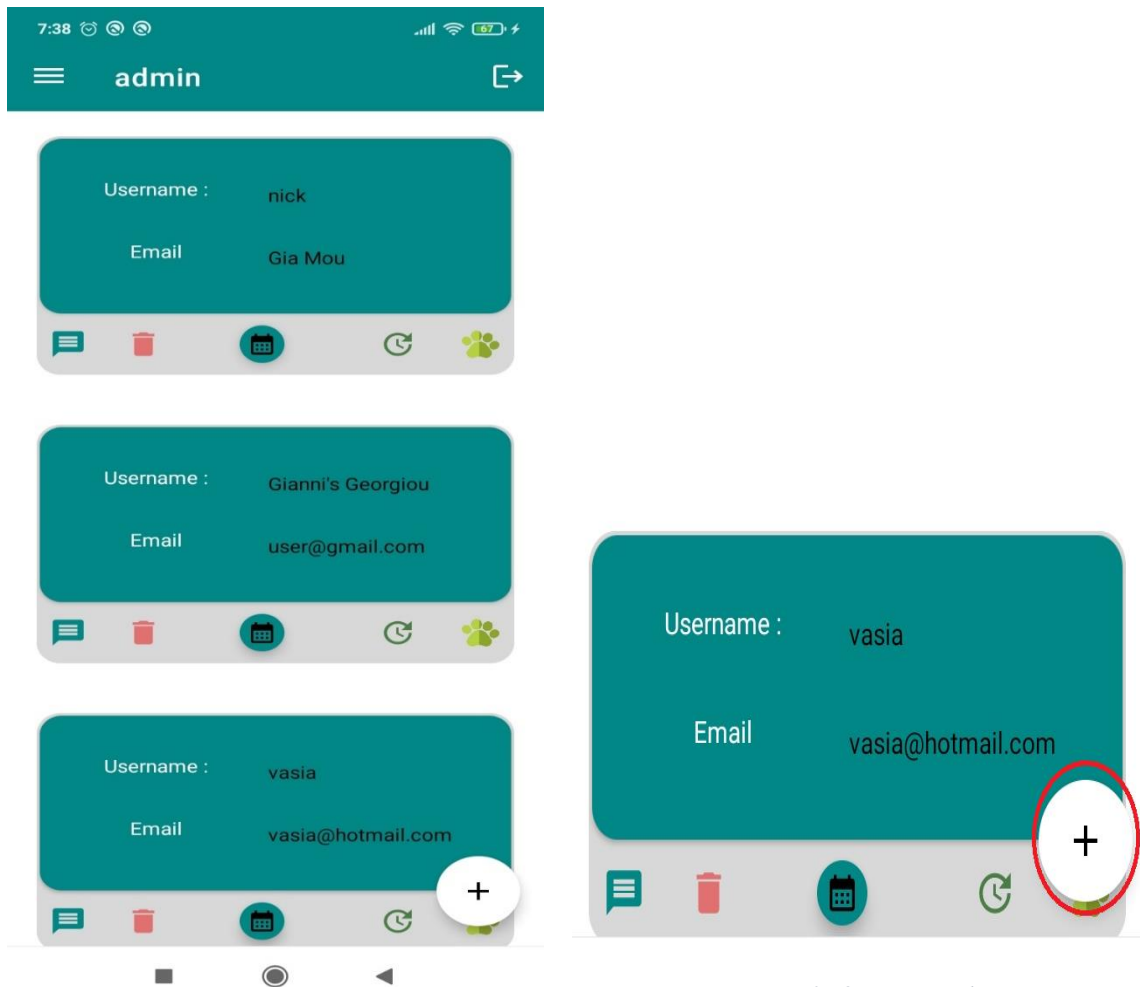 7:38 67
admin
Username : nick
Email Gia Mou
Username : Gianni's Georgiou
Email user@gmail.com
Username : vasia
Email vasia@hotmail.com
+
Username : vasia
Email vasia@hotmail.com
+